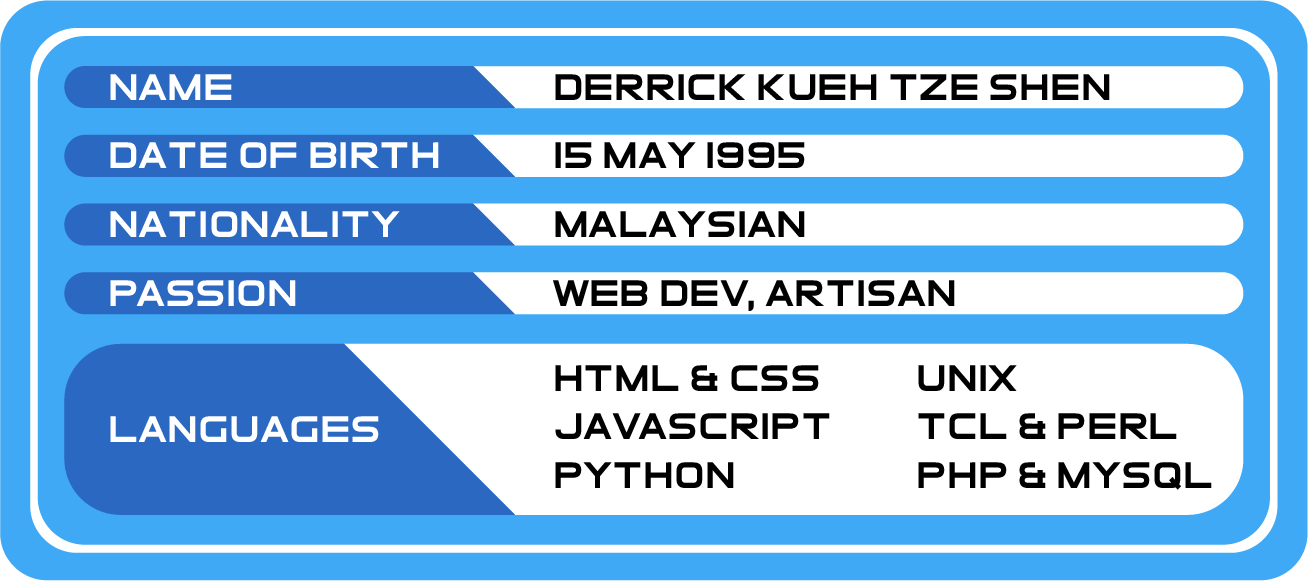 NAME DERRICK KUEH TZE SHEN
DATE OF BIRTH 15 MAY 1995
NATIONALITY MALAYSIAN
PASSION WEB DEV, ARTISAN
LANGUAGES
HTML & CSS UNIX
JAVASCRIPT TCL & PERL
PYTHON PHP & MYSQL